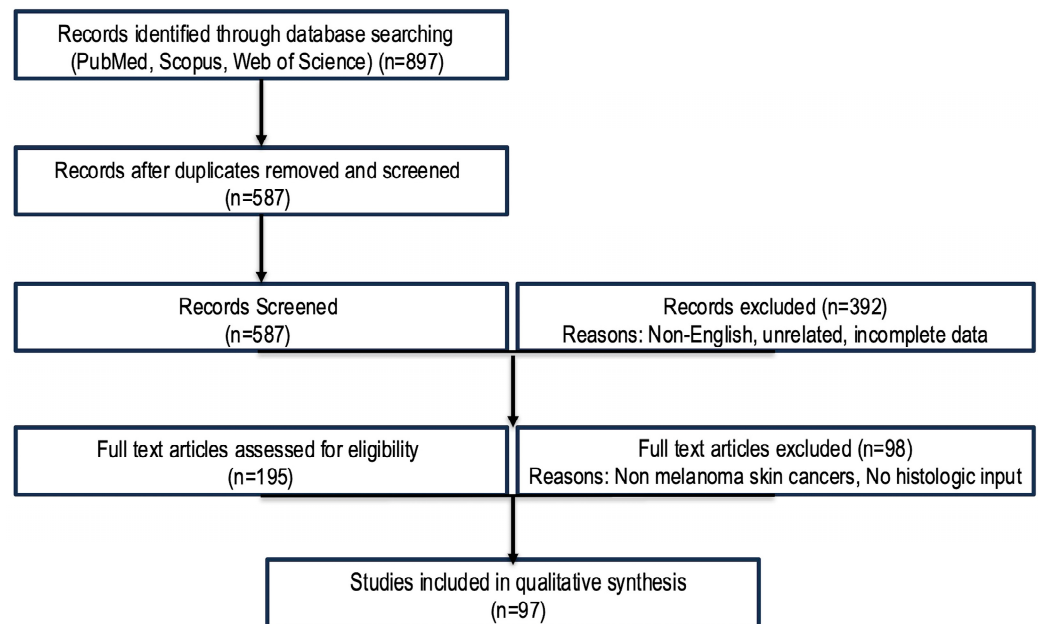 Records identified through database searching
(PubMed, Scopus, Web of Science) (n=897)
Records after duplicates removed and screened
(n=587)
Records Screened
(n=587)
Records excluded (n=392)
Reasons: Non-English, unrelated, incomplete data
Full text articles assessed for eligibility
(n=195)
Full text articles excluded (n=98)
Reasons: Non melanoma skin cancers, No histologic input
Studies included in qualitative synthesis
(n=97)